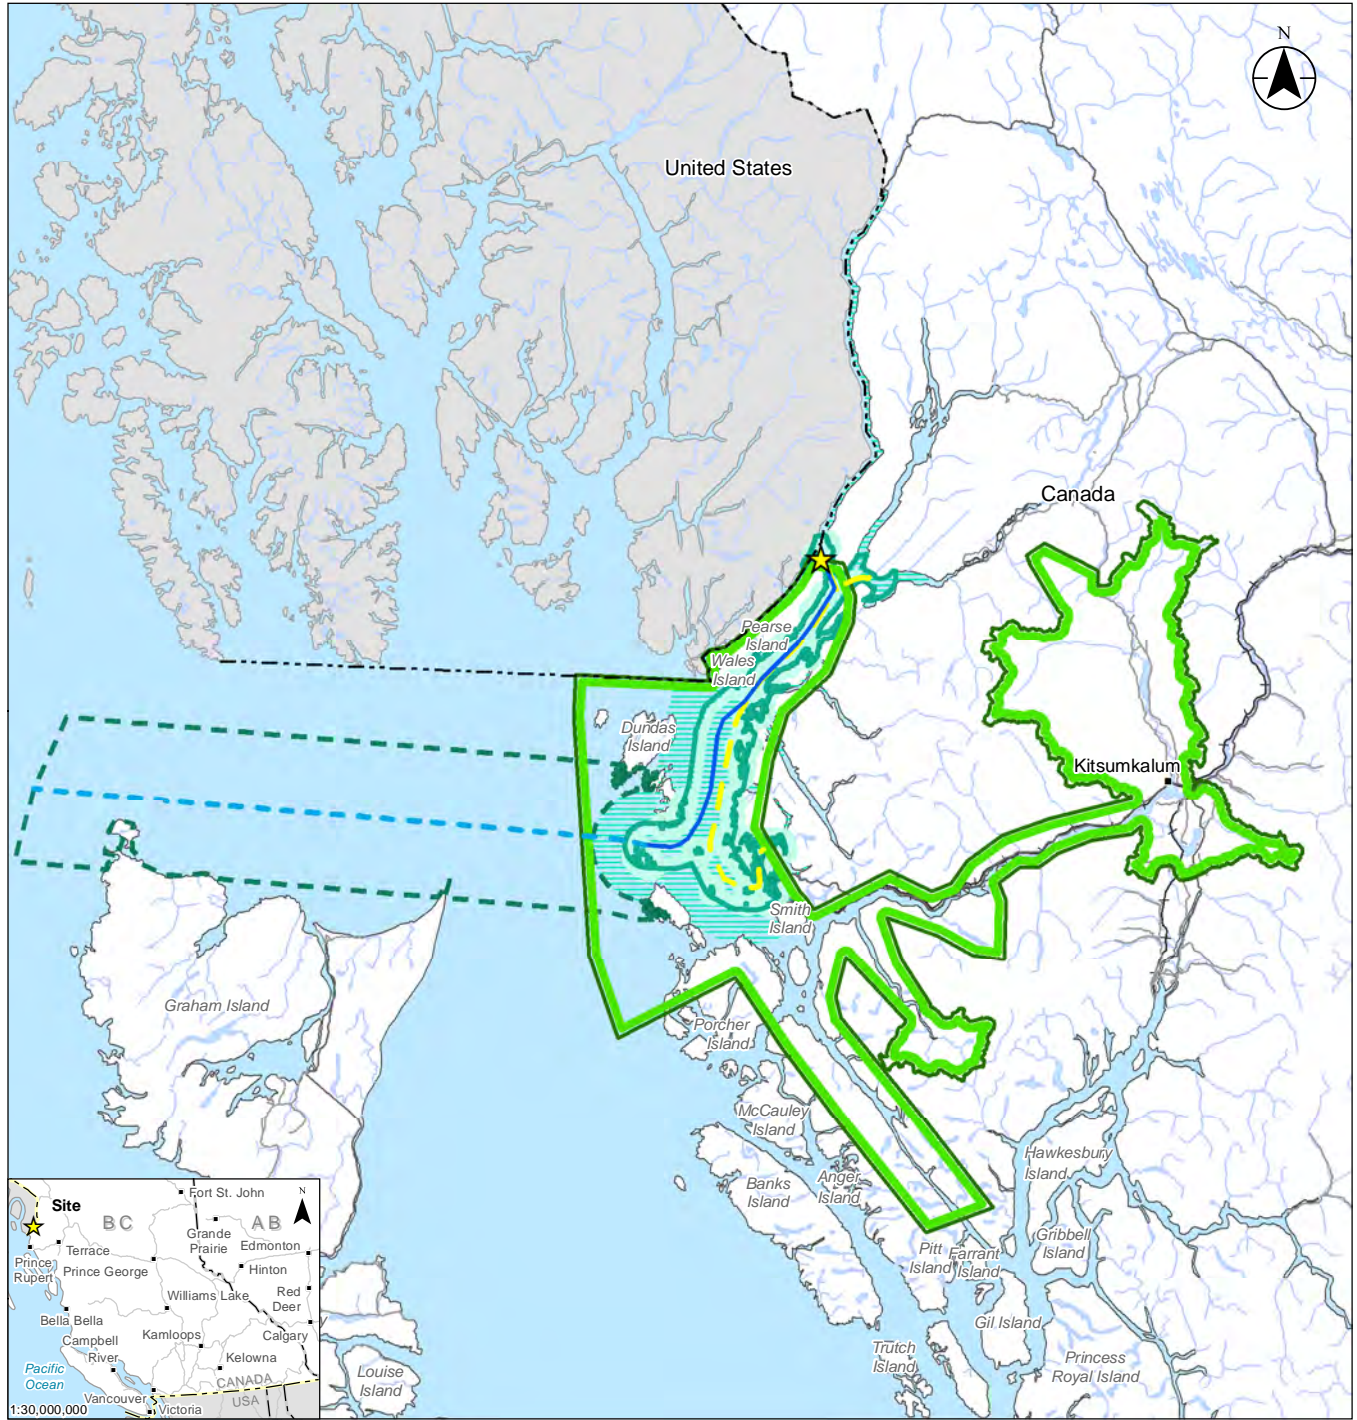 N
United States
Canada
Pearse
Island
Wales
Island
Dundas
Island
Kitsumkalum
Smith
Island
Graham Island
Porcher
Island
McCauley
Island
Hawkesbury
Island
Banks
Island
Anger
Island
Gribbell
Island
Pitt
Island
Farrant
Island
Gil Island
Trutch
Island
Princess
Royal Island
Louise
Island
N
Site
Fort St. John
BC
AB
Grande
Prairie
Edmonton
Terrace
Prince
Rupert
Prince George
Hinton
Williams Lake
Red
Deer
Bella Bella
Campbell
River
Kamloops
Calgary
Kelowna
Pacific
Ocean
CANADA
Vancouver
USA
1:30,000,000
Victoria